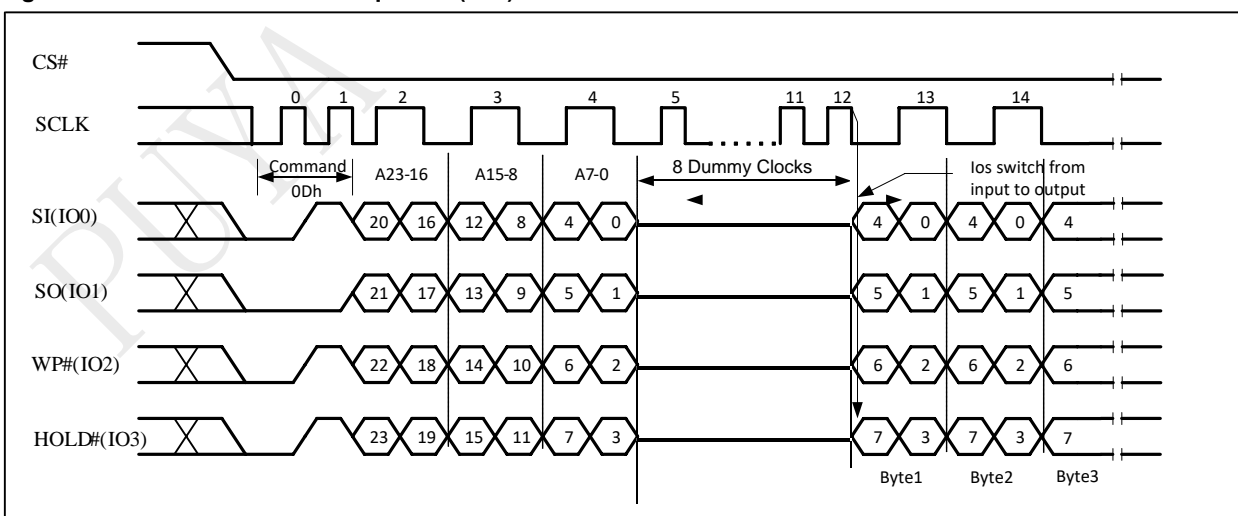 CS#
0 1 2 3 4 5 11 12 13 14
SCLK
Command
0Dh
A23-16 A15-8 A7-0
8 Dummy Clocks
Ios switch from
input to output
SI(IO0) 20 16 12 8 4 0 4 0 4 0 4
SO(IO1) 21 17 13 9 5 1 5 1 5 1 5
WP#(IO2) 22 18 14 10 6 2 6 2 6 2 6
HOLD#(IO3) 23 19 15 11 7 3 7 3 7 3 7
Byte1 Byte2 Byte3
PUYA